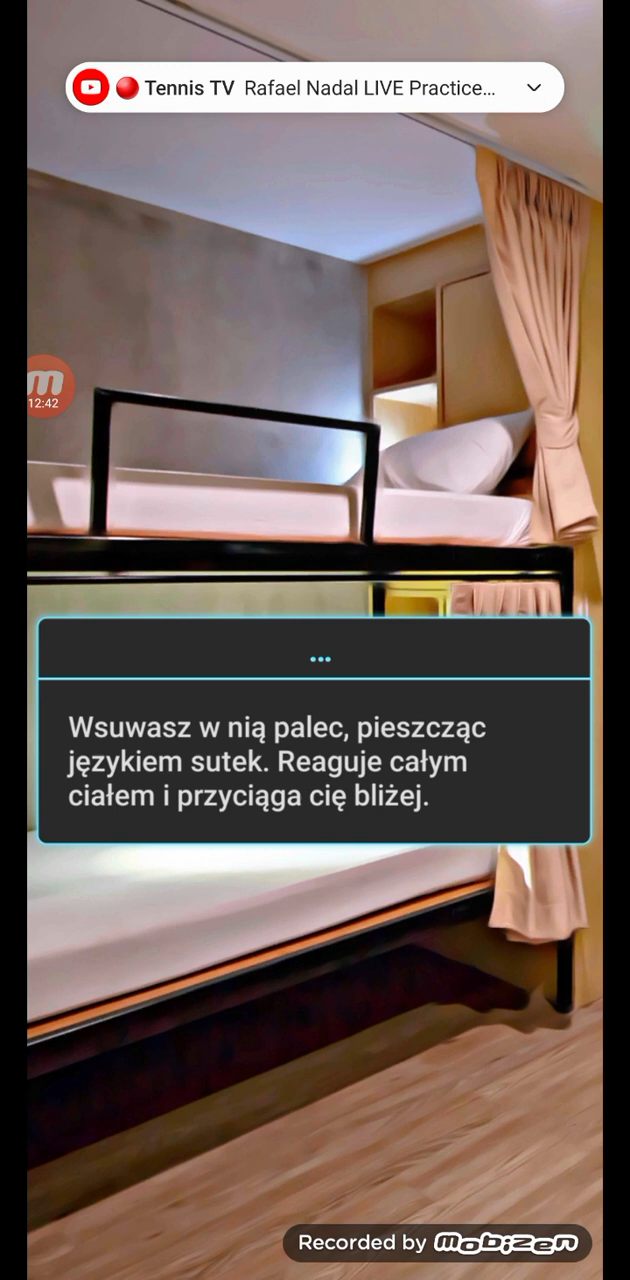 Tennis TV Rafael Nadal LIVE Practice...
12:42
...
Wsuwasz w nią palec, pieszcząc
językiem sutek. Reaguje całym
ciałem i przyciąga cię bliżej.
Recorded by mobizen